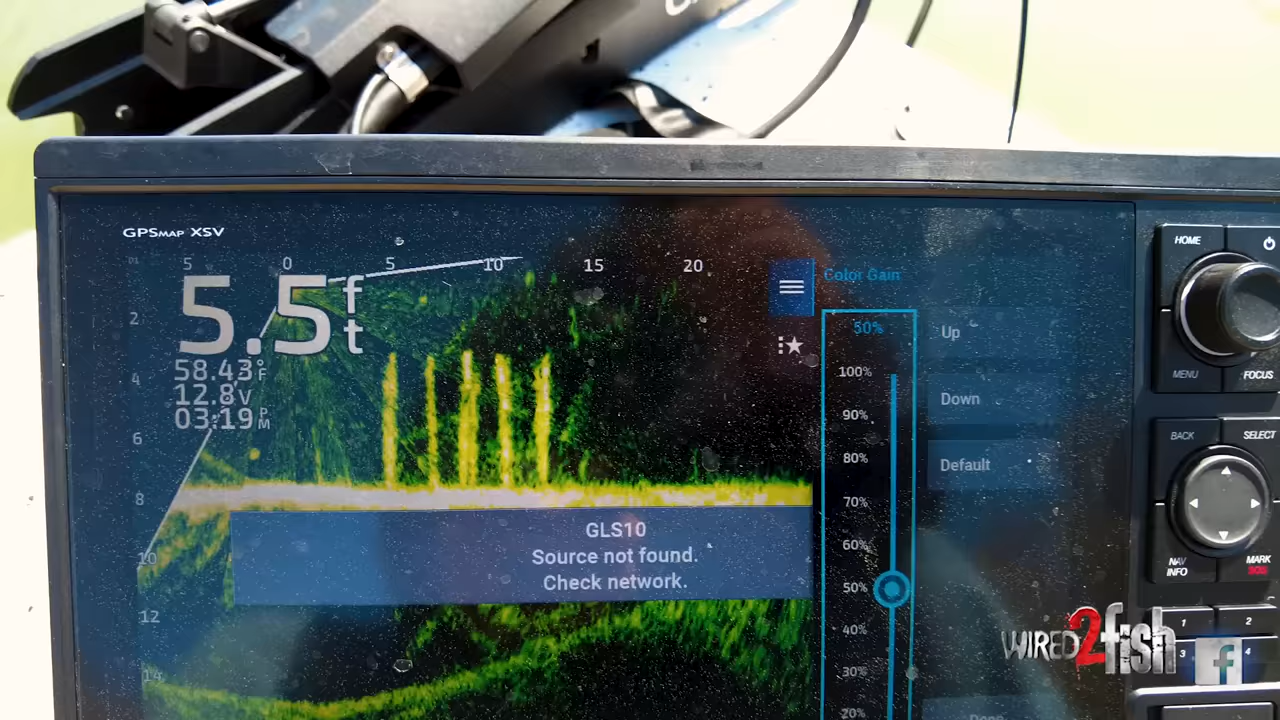 HOME
GPSMAP XSV
5 0 5 10 15 20
Color Gain
5.5 ft
2
50%
Up
58.43°F
12.8V
03:19PM
4
100%
MENU
FOCUS
90%
Down
6
80%
BACK
SELECT
Default
8
70%
GLS10
Source not found.
Check network.
60%
10
50%
NAV
INFO
MARK
SOS
12
40%
1
2
WIRED2fish
3
4
f
14
30%
20%